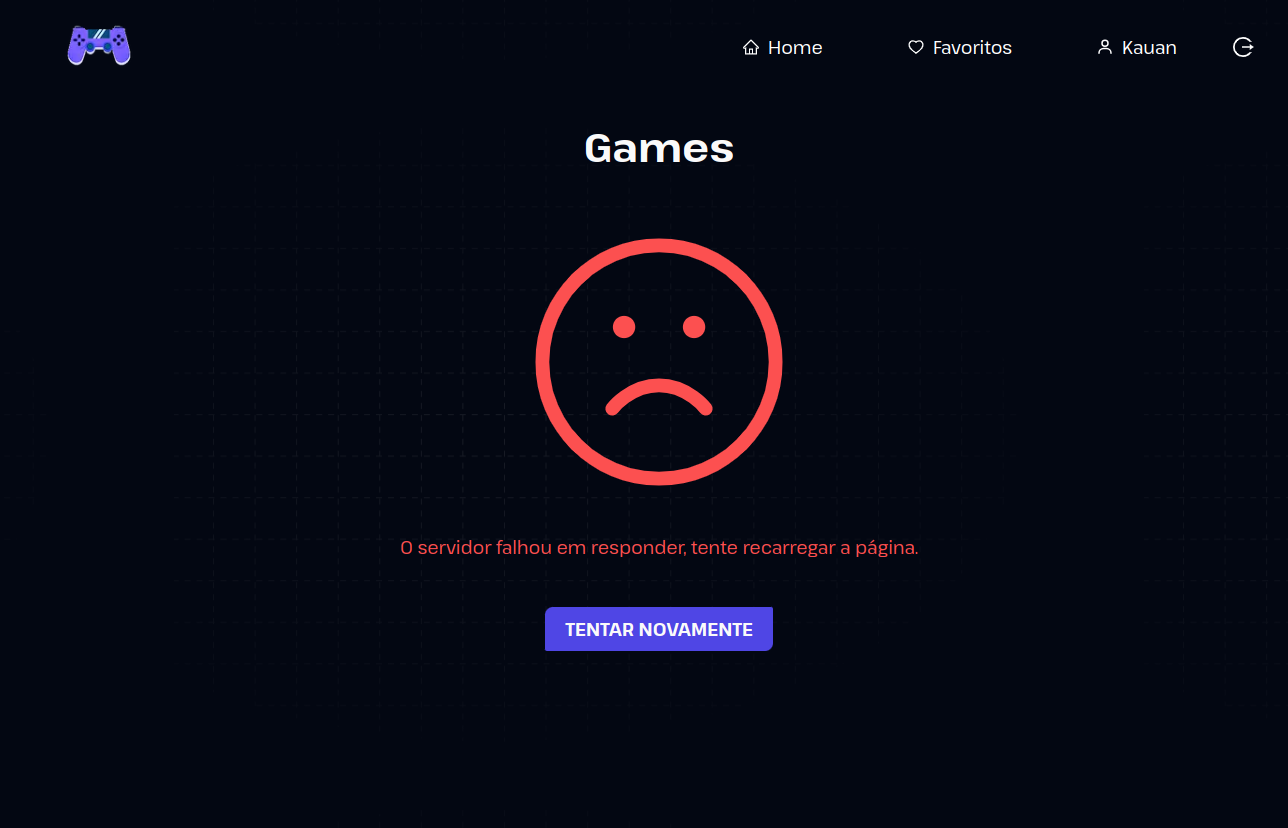 Home
Favoritos
Kauan
Games
O servidor falhou em responder, tente recarregar a página.
TENTAR NOVAMENTE